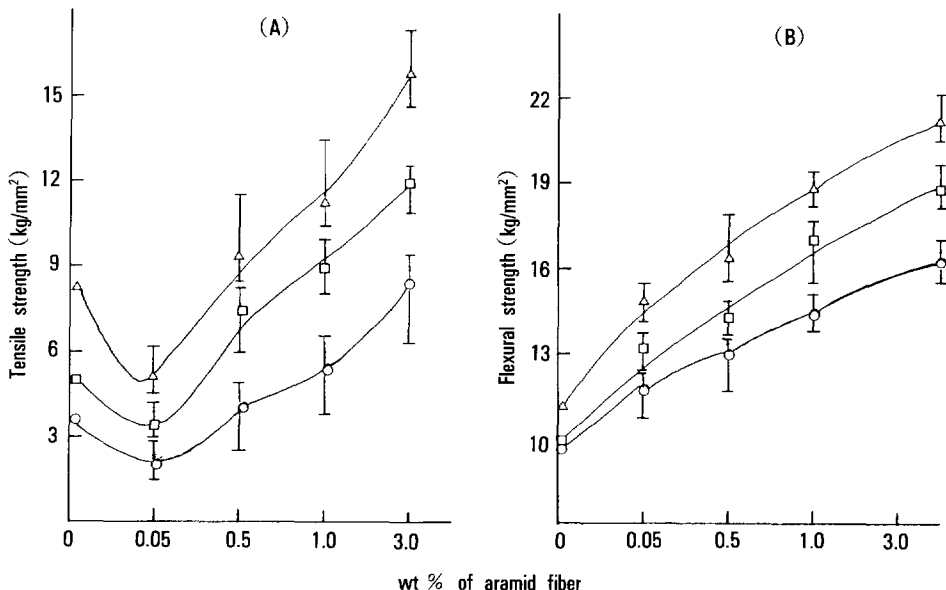 (A)
15
12
9
6
3
Tensile strength (kg/mm²)
0 0.05 0.5 1.0 3.0
(B)
22
19
16
13
10
Flexural strength (kg/mm²)
0 0.05 0.5 1.0 3.0
wt % of aramid fiber